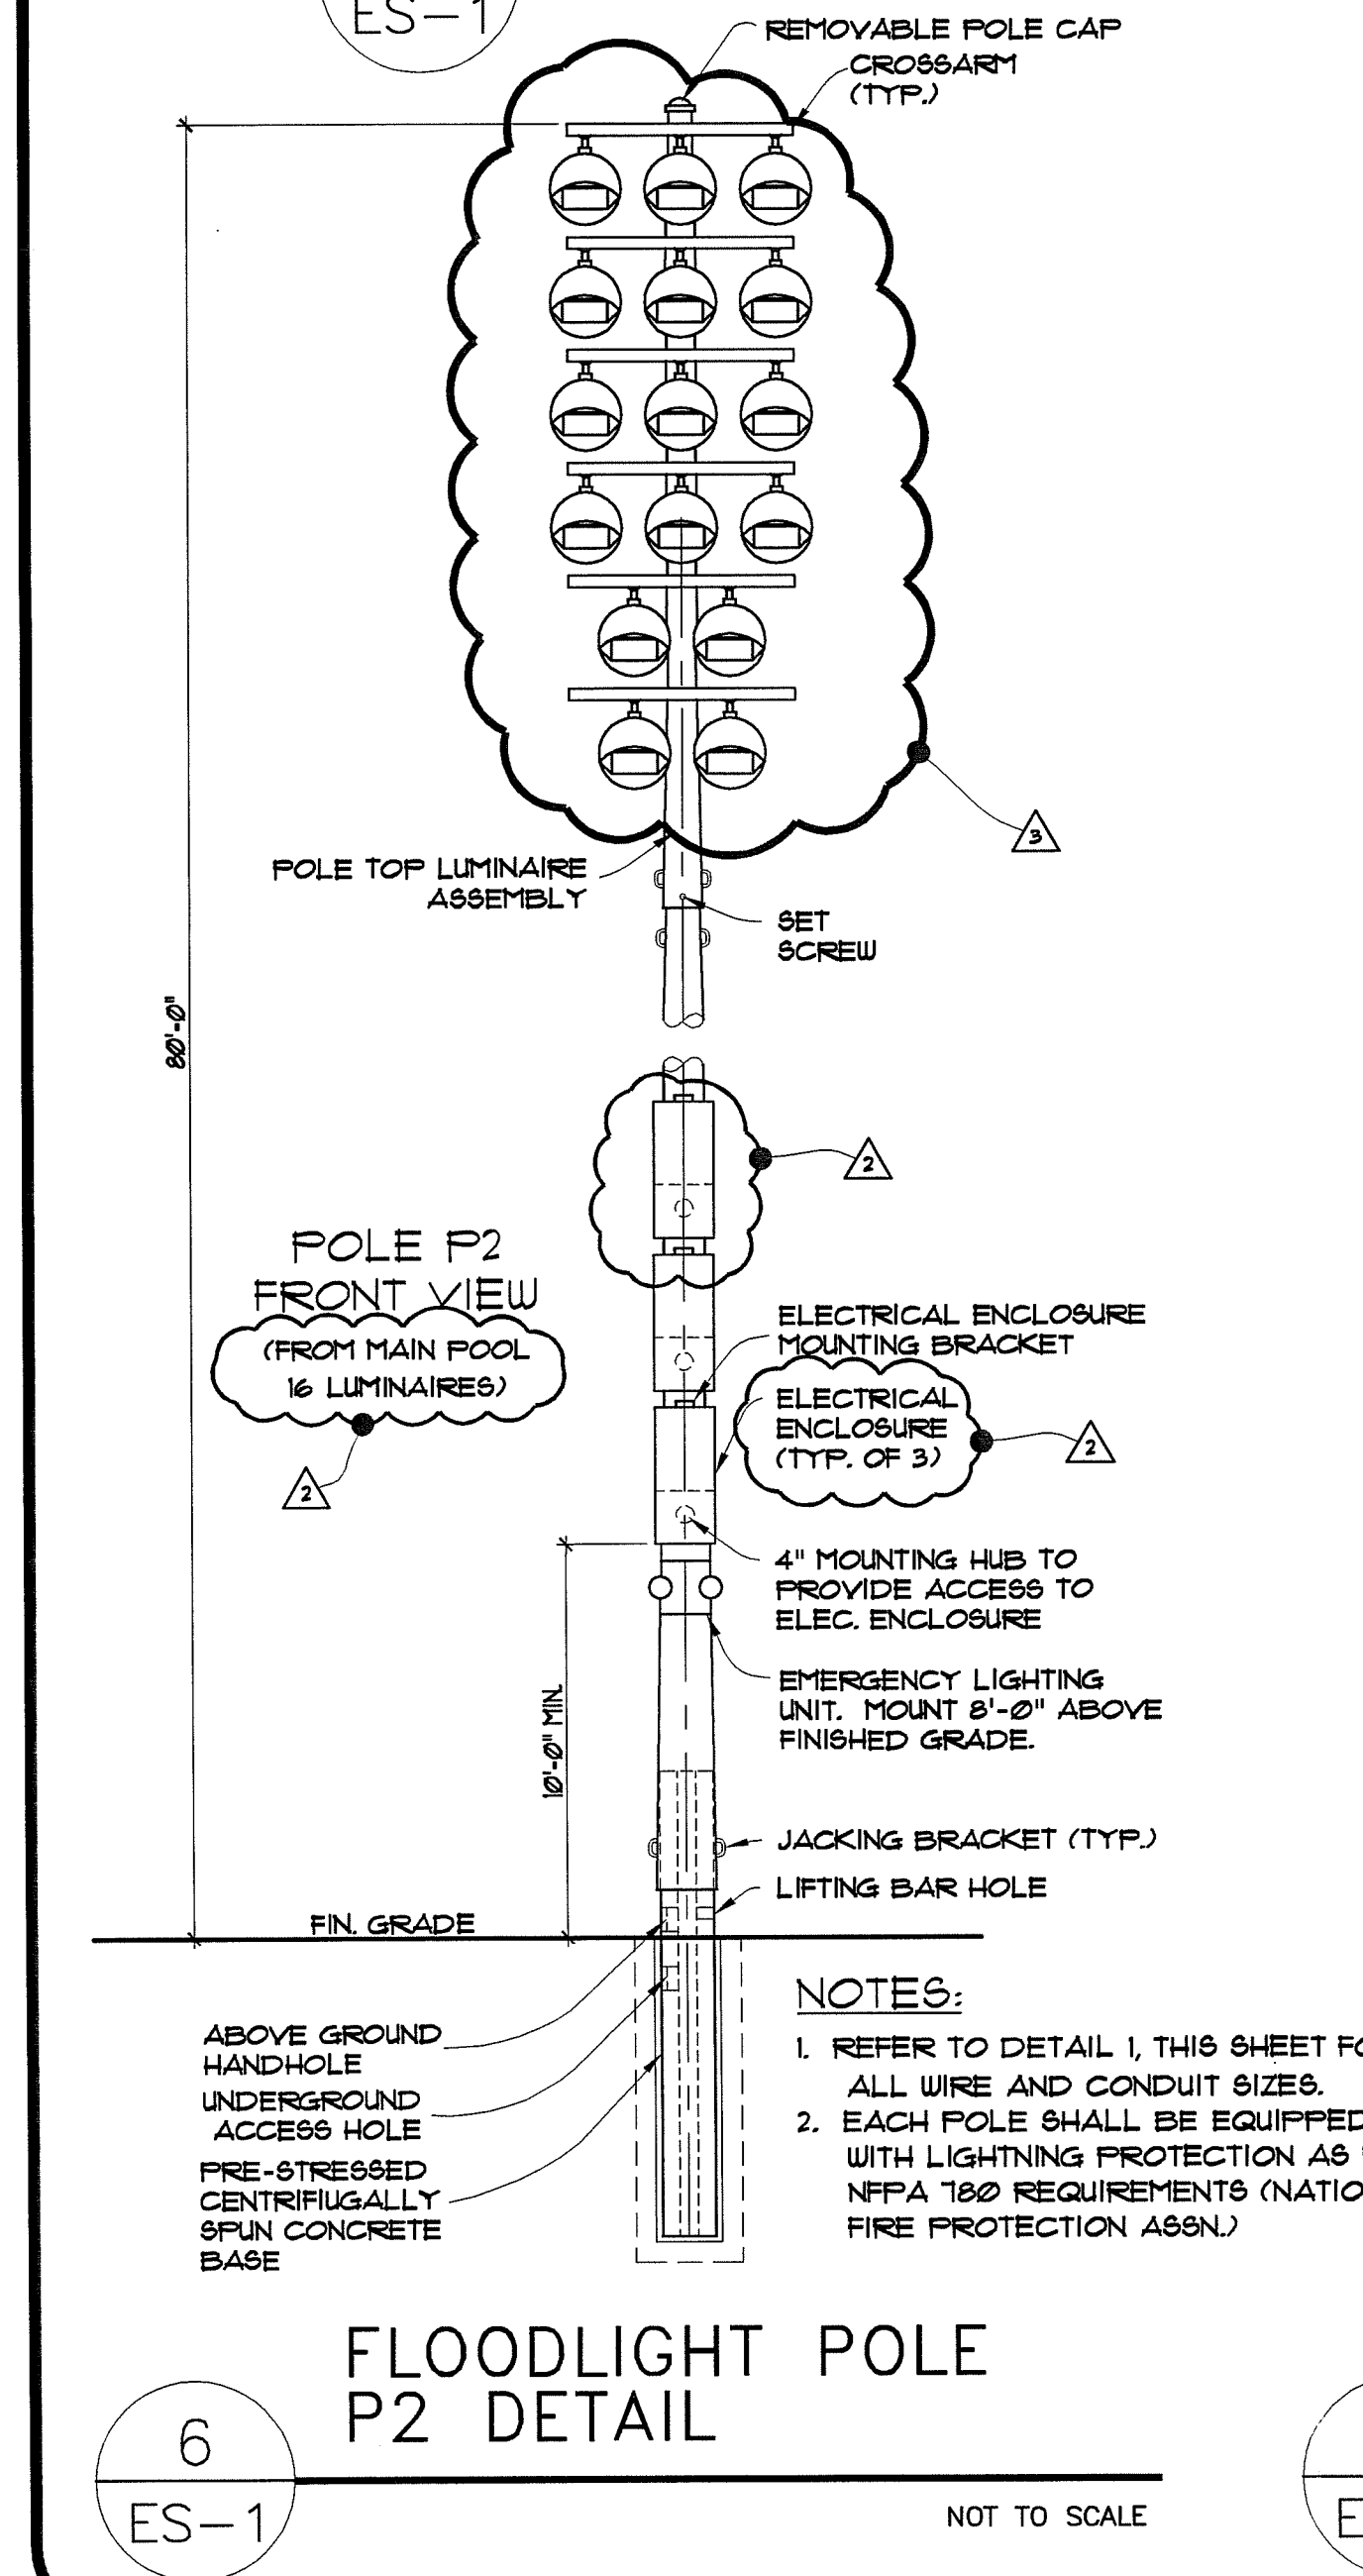 ES-1
REMOVABLE POLE CAP
CROSSARM
(TYP.)
3
POLE TOP LUMINAIRE
ASSEMBLY
SET
SCREW
80'-0"
2
POLE P2
FRONT VIEW
(FROM MAIN POOL
16 LUMINAIRES)
2
ELECTRICAL ENCLOSURE
MOUNTING BRACKET
ELECTRICAL
ENCLOSURE
(TYP. OF 3)
2
4" MOUNTING HUB TO
PROVIDE ACCESS TO
ELEC. ENCLOSURE
EMERGENCY LIGHTING
UNIT. MOUNT 8'-0" ABOVE
FINISHED GRADE.
10'-0" MIN.
JACKING BRACKET (TYP.)
LIFTING BAR HOLE
FIN. GRADE
ABOVE GROUND
HANDHOLE
UNDERGROUND
ACCESS HOLE
PRE-STRESSED
CENTRIFIUGALLY
SPUN CONCRETE
BASE
NOTES:
1. REFER TO DETAIL 1, THIS SHEET
ALL WIRE AND CONDUIT SIZES.
2. EACH POLE SHALL BE EQUIPPED
WITH LIGHTNING PROTECTION AS
NFPA 780 REQUIREMENTS (NATIO
FIRE PROTECTION ASSN.)
FLOODLIGHT POLE
P2 DETAIL
6
ES-1
NOT TO SCALE